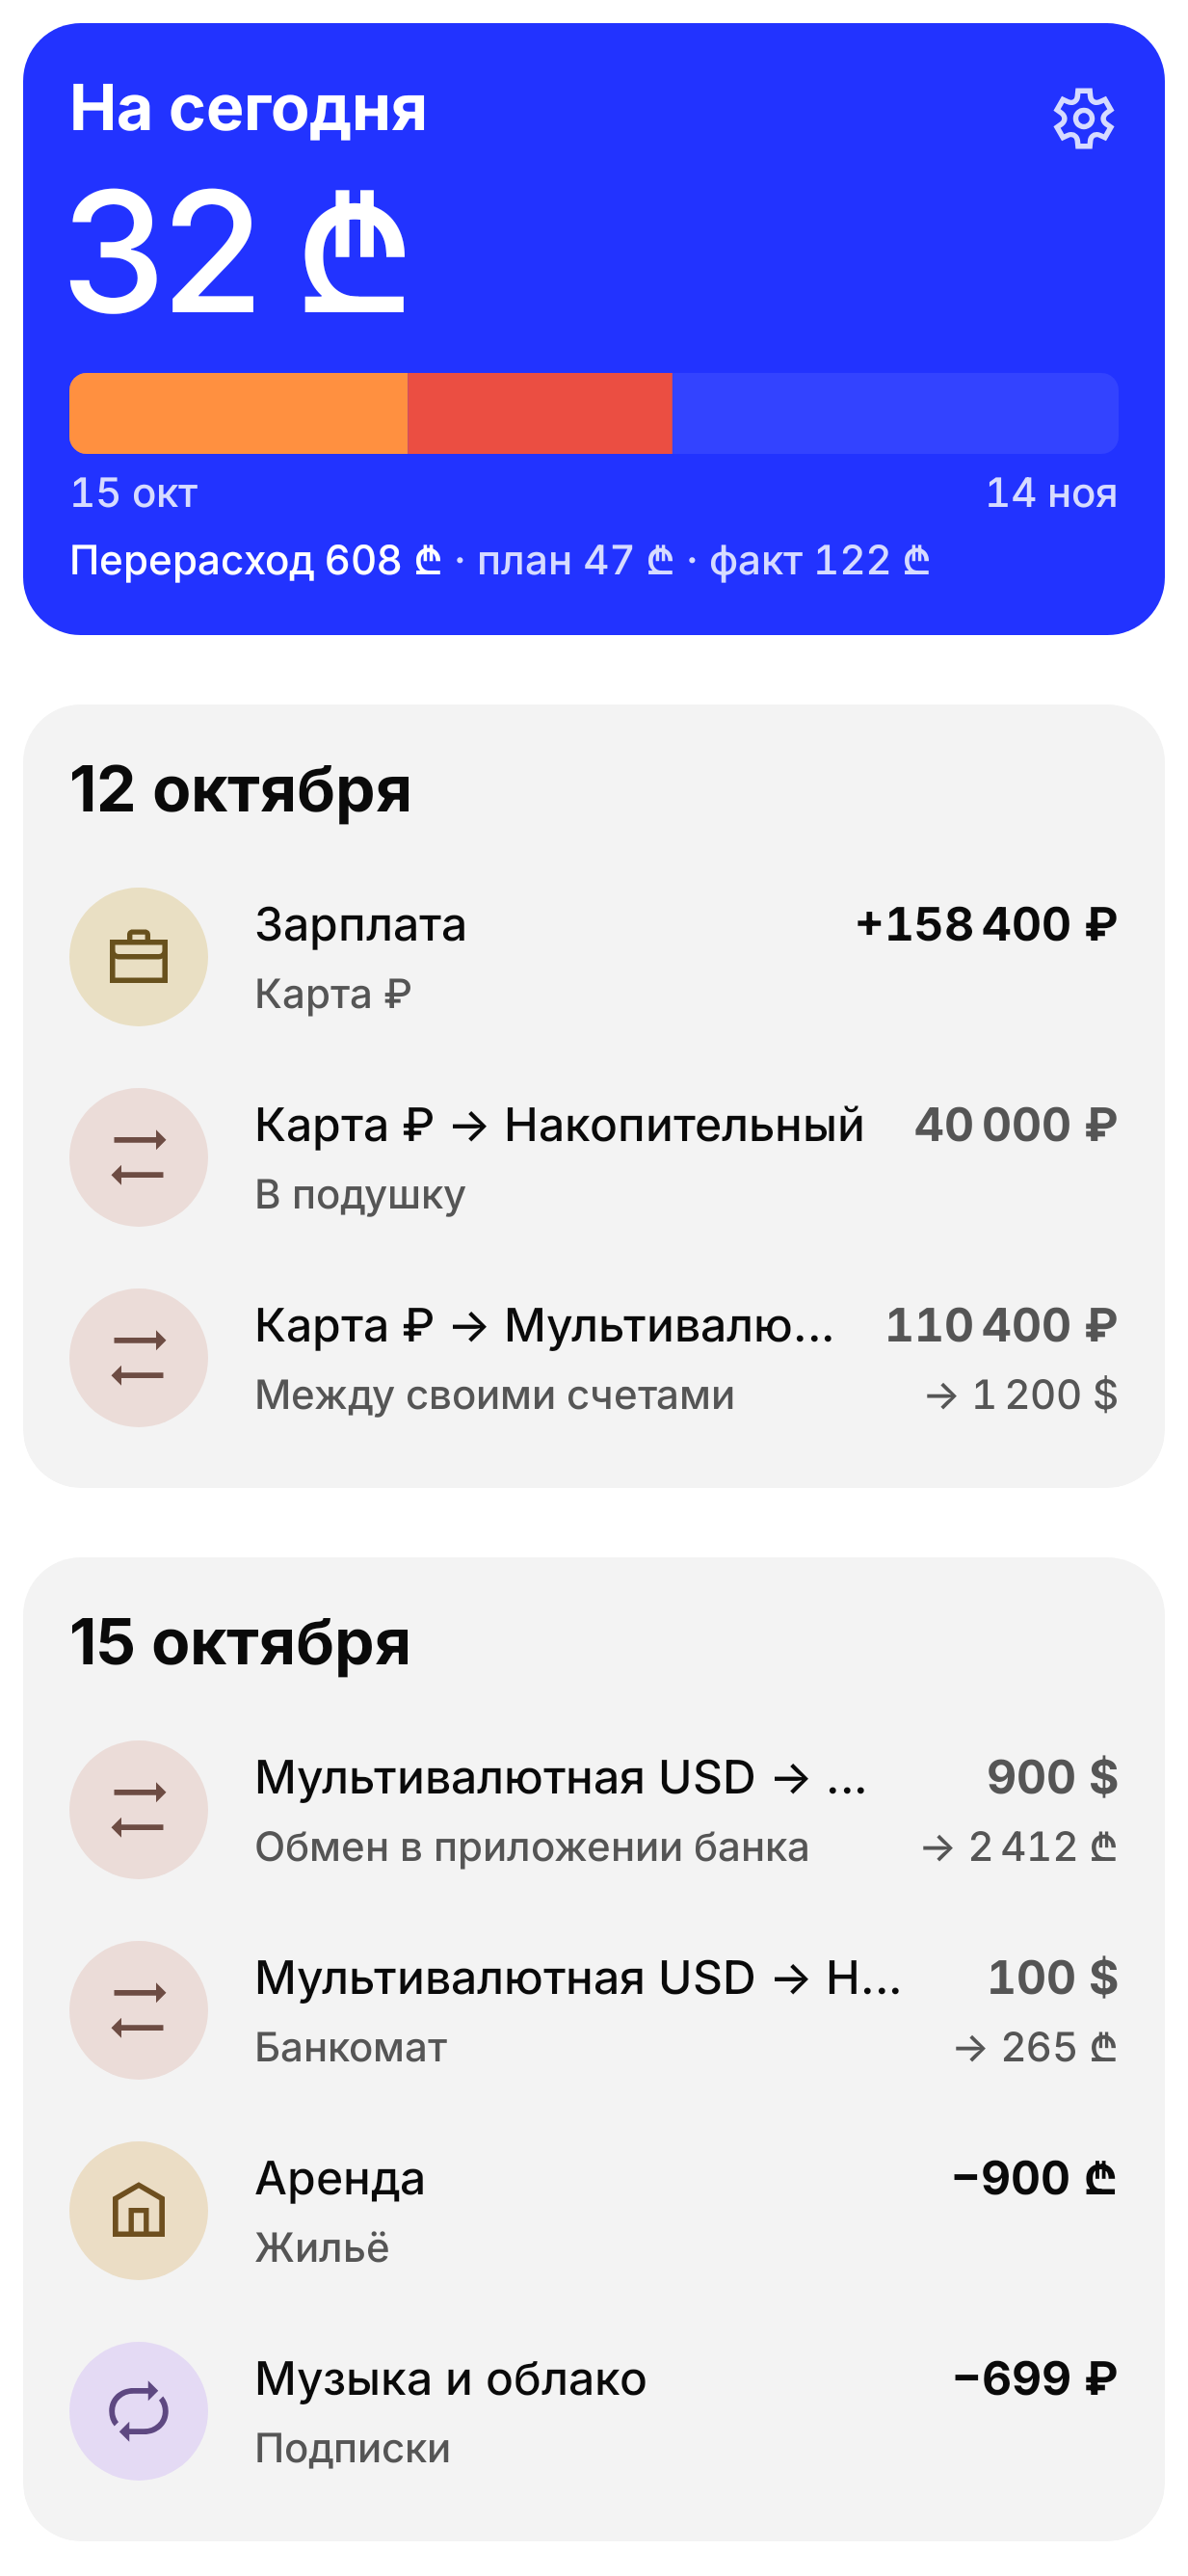 На сегодня
32 ₾
15 окт 14 ноя
Перерасход 608 ₾ · план 47 ₾ · факт 122 ₾
12 октября
Зарплата +158 400 ₽
Карта ₽
Карта ₽ → Накопительный 40 000 ₽
В подушку
Карта ₽ → Мультивалю... 110 400 ₽
Между своими счетами → 1 200 $
15 октября
Мультивалютная USD → ... 900 $
Обмен в приложении банка → 2 412 ₾
Мультивалютная USD → Н... 100 $
Банкомат → 265 ₾
Аренда −900 ₾
Жильё
Музыка и облако −699 ₽
Подписки